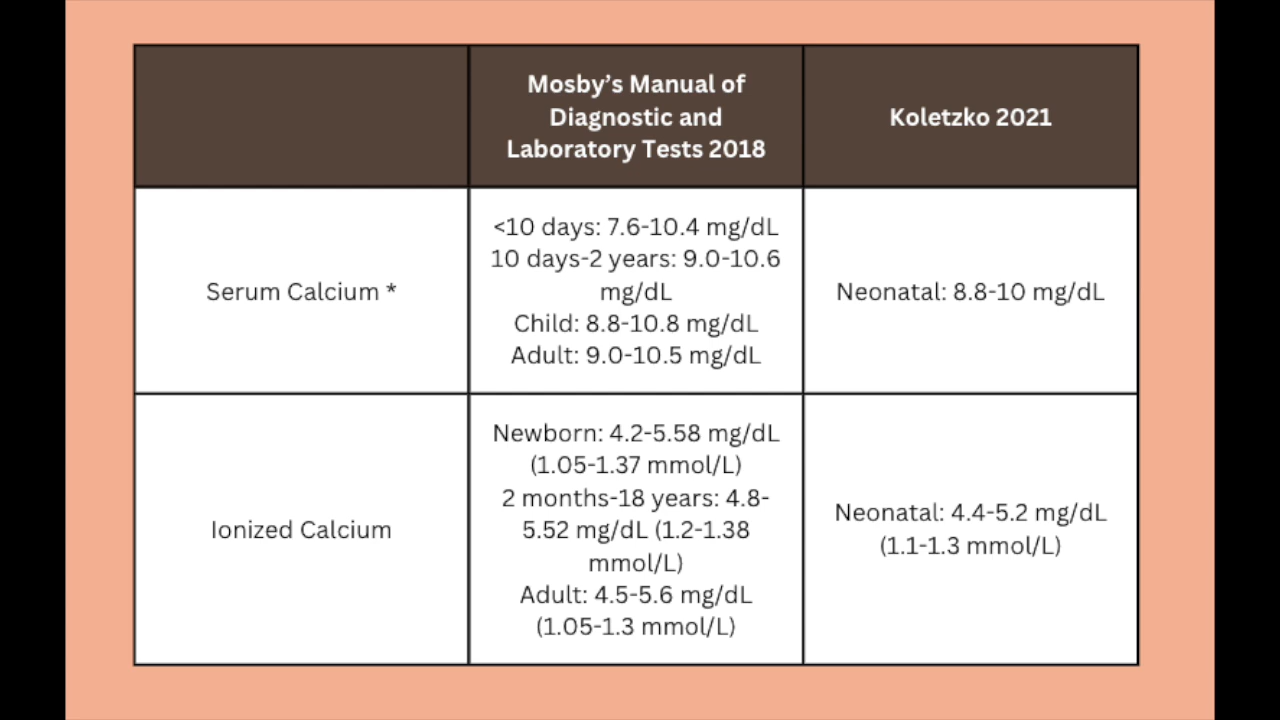 Mosby’s Manual of
Diagnostic and
Laboratory Tests 2018
Koletzko 2021
Serum Calcium *
<10 days: 7.6-10.4 mg/dL
10 days-2 years: 9.0-10.6
mg/dL
Child: 8.8-10.8 mg/dL
Adult: 9.0-10.5 mg/dL
Neonatal: 8.8-10 mg/dL
Ionized Calcium
Newborn: 4.2-5.58 mg/dL
(1.05-1.37 mmol/L)
2 months-18 years: 4.8-
5.52 mg/dL (1.2-1.38
mmol/L)
Adult: 4.5-5.6 mg/dL
(1.05-1.3 mmol/L)
Neonatal: 4.4-5.2 mg/dL
(1.1-1.3 mmol/L)